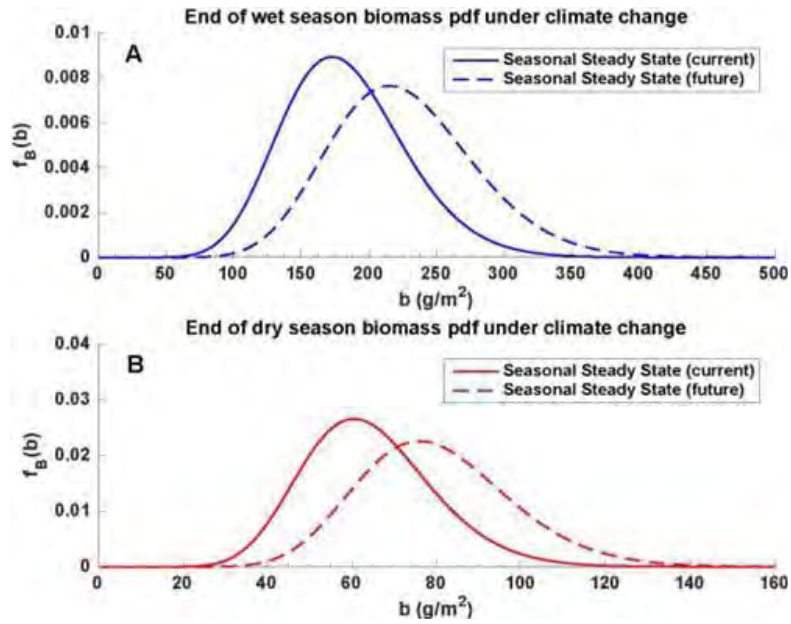 End of wet season biomass pdf under climate change
A
Seasonal Steady State (current)
Seasonal Steady State (future)
0.01
0.008
0.006
0.004
0.002
0
f_B(b)
0 50 100 150 200 250 300 350 400 450 500
b (g/m²)
End of dry season biomass pdf under climate change
B
Seasonal Steady State (current)
Seasonal Steady State (future)
0.04
0.03
0.02
0.01
0
f_B(b)
0 20 40 60 80 100 120 140 160
b (g/m²)